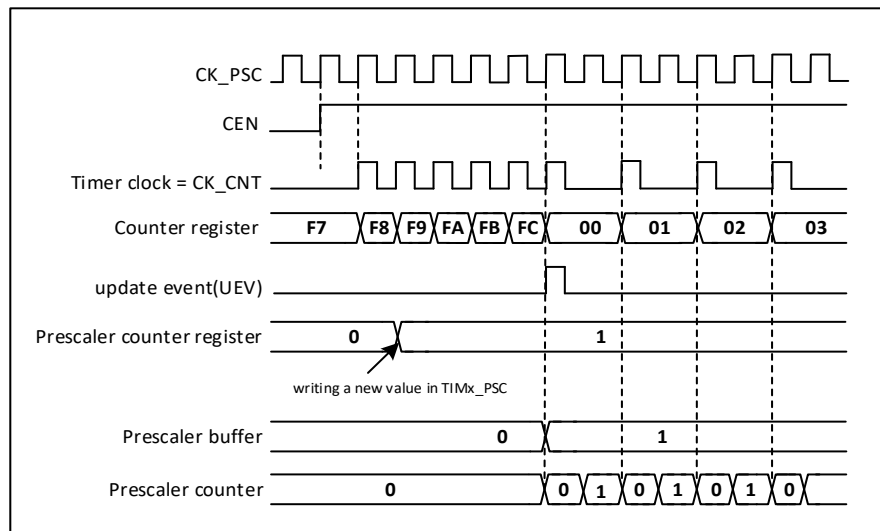 CK_PSC
CEN
Timer clock = CK_CNT
Counter register F7 F8 F9 FA FB FC 00 01 02 03
update event(UEV)
Prescaler counter register 0 1
writing a new value in TIMx_PSC
Prescaler buffer 0 1
Prescaler counter 0 0 1 0 1 0 1 0